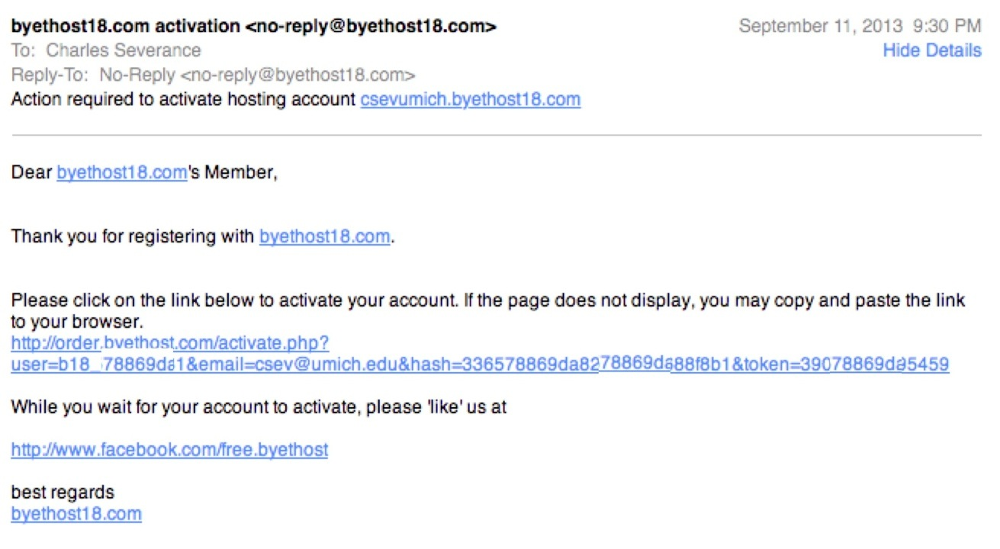 byethost18.com activation <no-reply@byethost18.com> September 11, 2013 9:30 PM
To: Charles Severance Hide Details
Reply-To: No-Reply <no-reply@byethost18.com>
Action required to activate hosting account csevumich.byethost18.com
Dear byethost18.com's Member,
Thank you for registering with byethost18.com.
Please click on the link below to activate your account. If the page does not display, you may copy and paste the link
to your browser.
http://order.byethost.com/activate.php?
user=b18_78869da1&email=csev@umich.edu&hash=336578869da8278869da88f8b1&token=39078869da5459
While you wait for your account to activate, please 'like' us at
http://www.facebook.com/free.byethost
best regards
byethost18.com